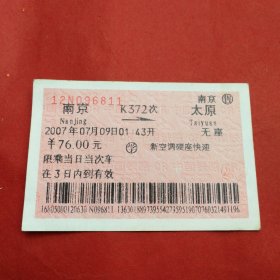 12N096811 南京 ㊙
南京 K372次 太原
Nanjing Taiyuan
2007年07月09日01:43开 无座
¥76.00元 新空调硬座快速
限乘当日当次车
在3日内到有效